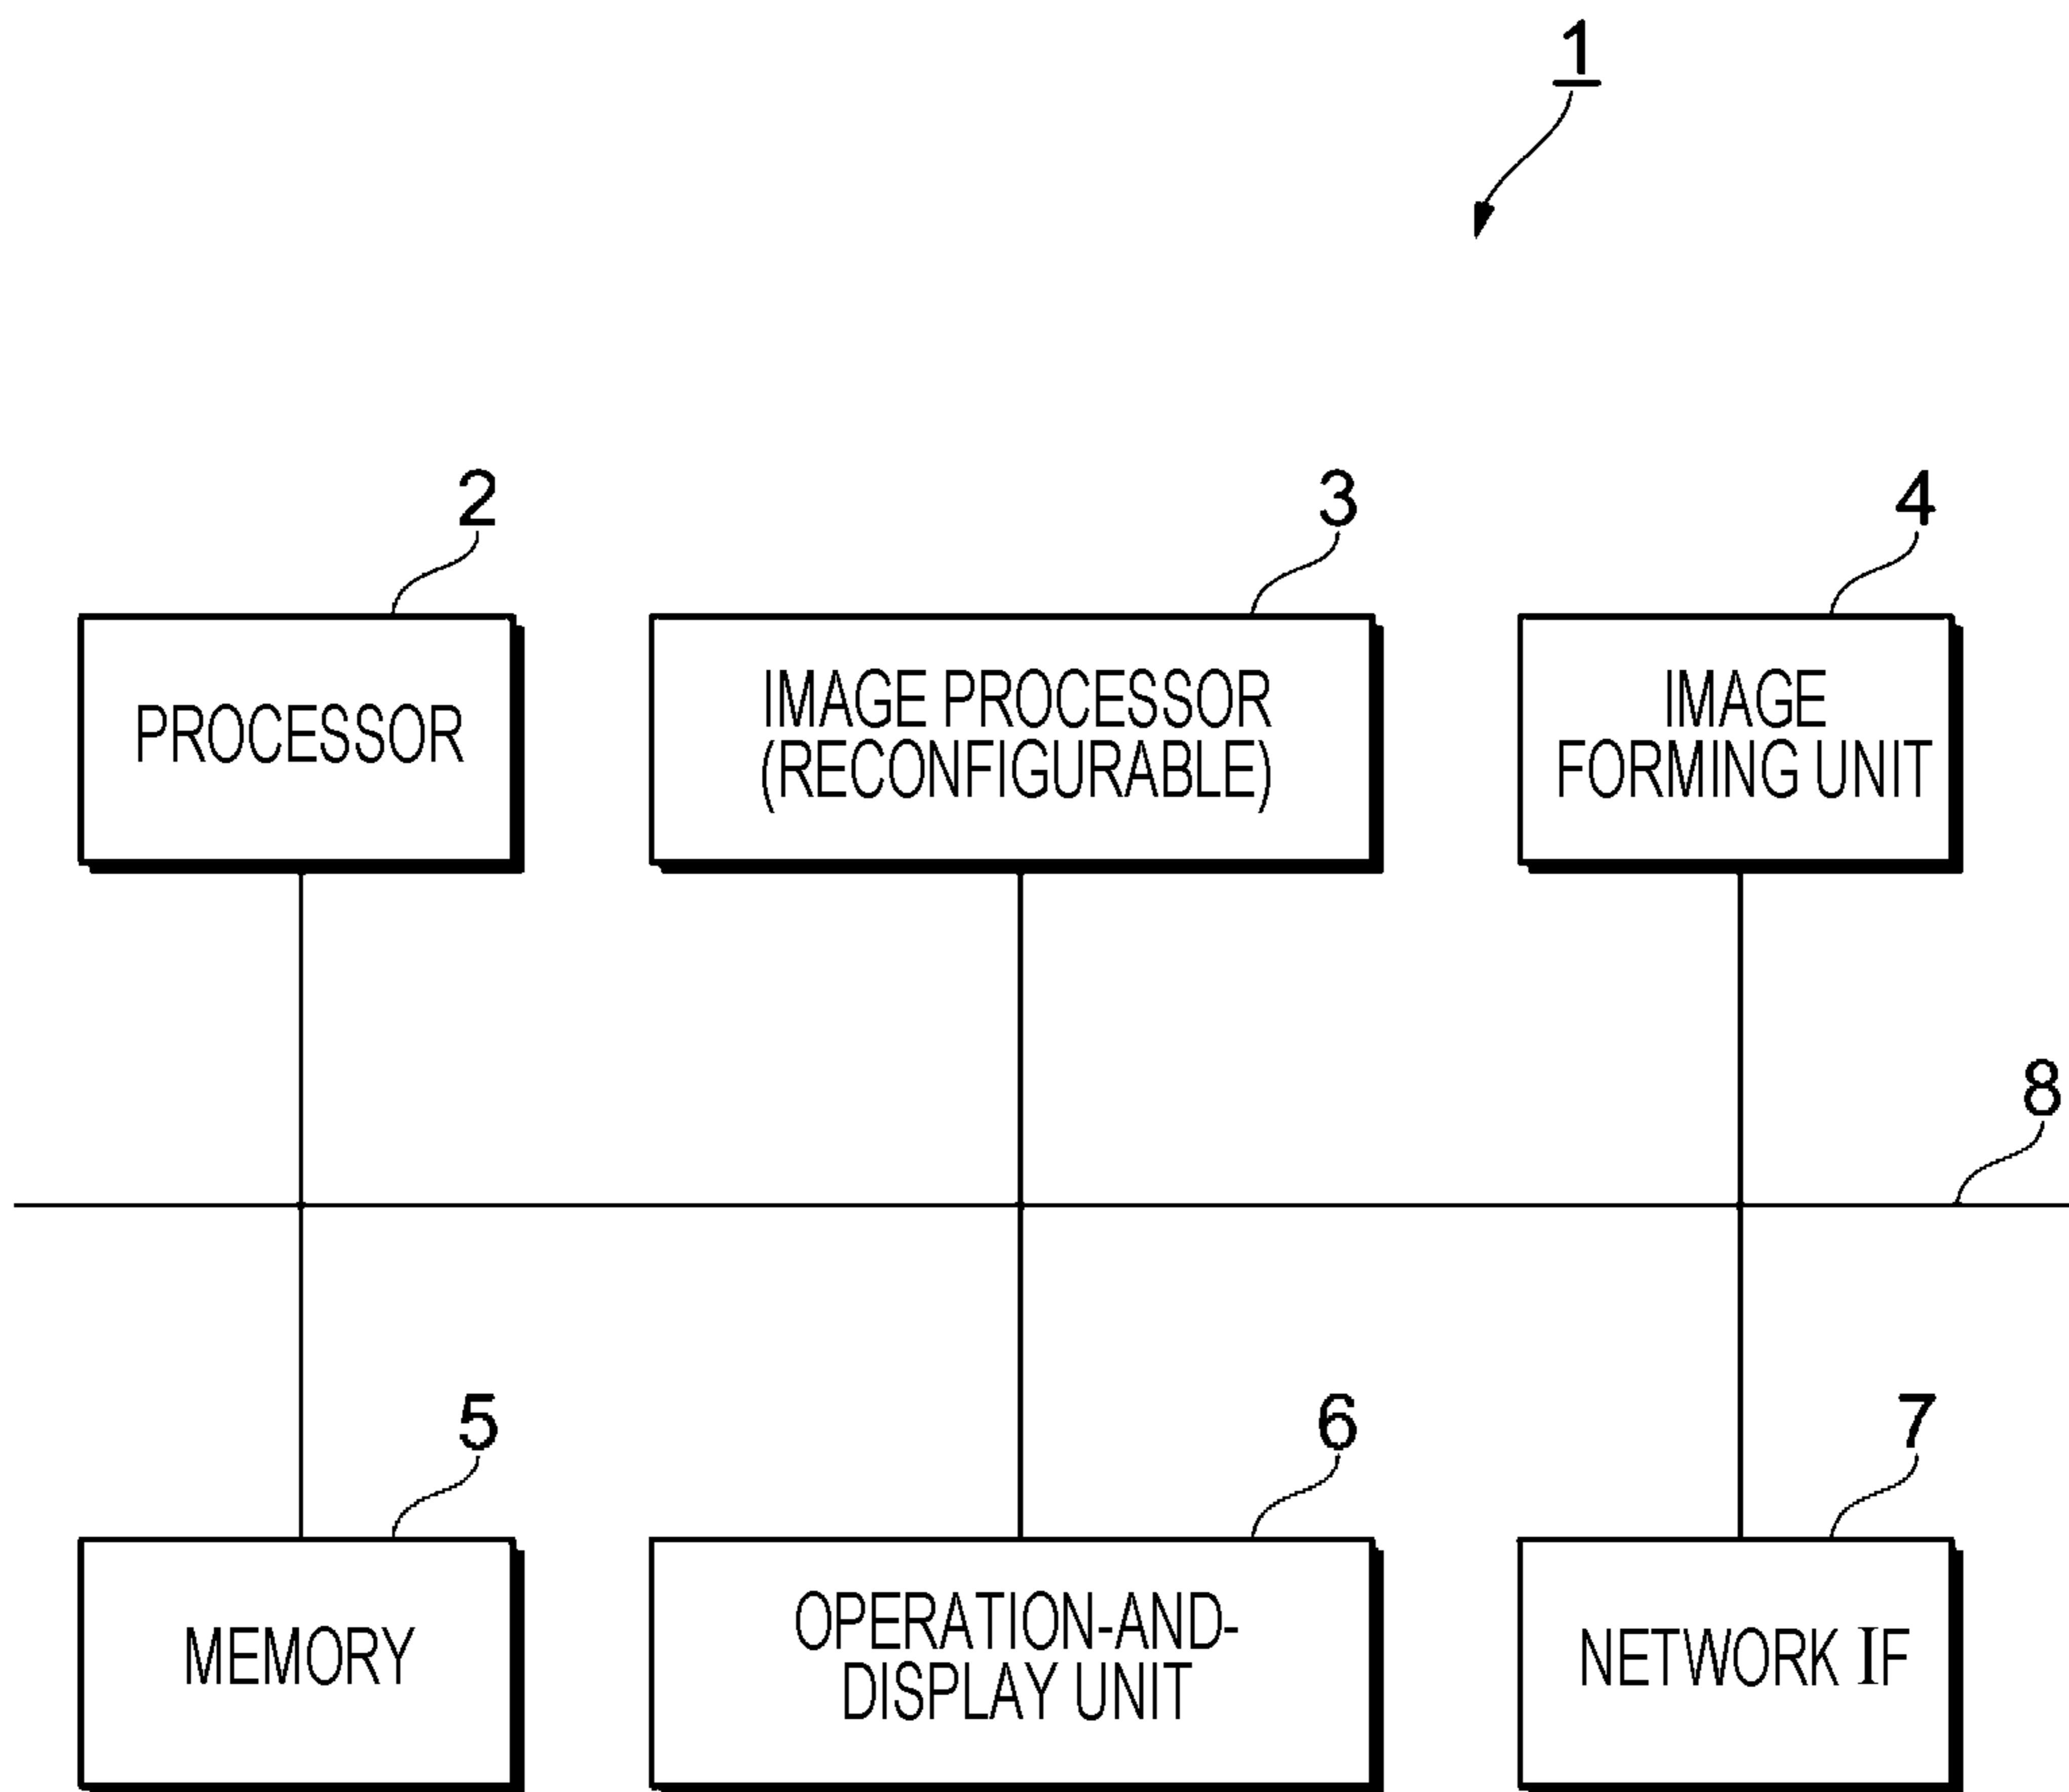 1
2
3
4
PROCESSOR
IMAGE PROCESSOR
(RECONFIGURABLE)
IMAGE
FORMING UNIT
8
5
6
7
MEMORY
OPERATION-AND-
DISPLAY UNIT
NETWORK IF